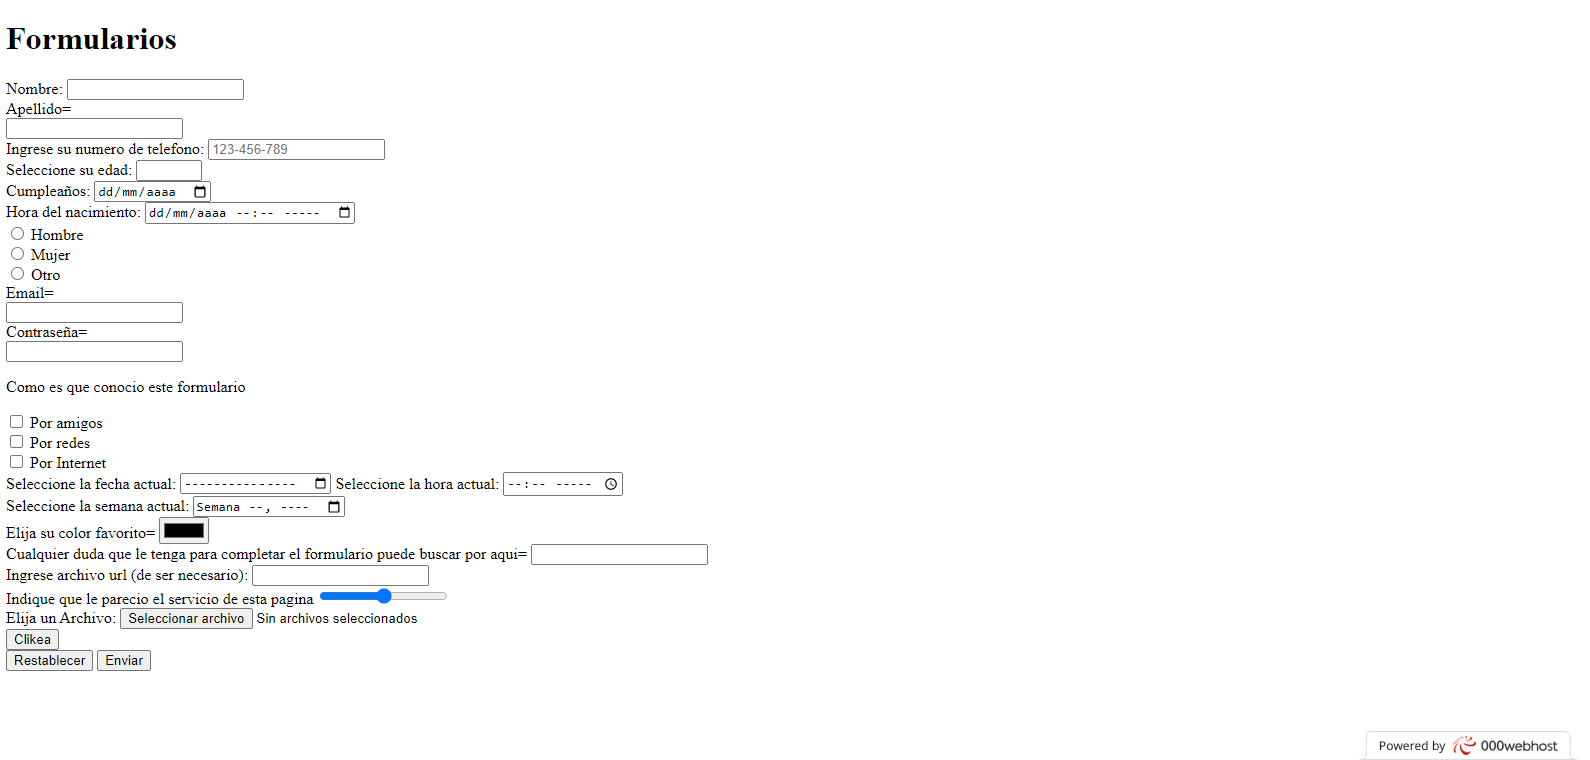 Formularios
Nombre:
Apellido=
Ingrese su numero de telefono: 123-456-789
Seleccione su edad:
Cumpleaños: dd/mm/aaaa
Hora del nacimiento: dd/mm/aaaa --:-- -----
Hombre
Mujer
Otro
Email=
Contraseña=
Como es que conocio este formulario
Por amigos
Por redes
Por Internet
Seleccione la fecha actual: --------------- Seleccione la hora actual: --:-- -----
Seleccione la semana actual: Semana --, ----
Elija su color favorito=
Cualquier duda que le tenga para completar el formulario puede buscar por aqui=
Ingrese archivo url (de ser necesario):
Indique que le parecio el servicio de esta pagina
Elija un Archivo: Seleccionar archivo Sin archivos seleccionados
Clikea
Restablecer Enviar
Powered by 000webhost